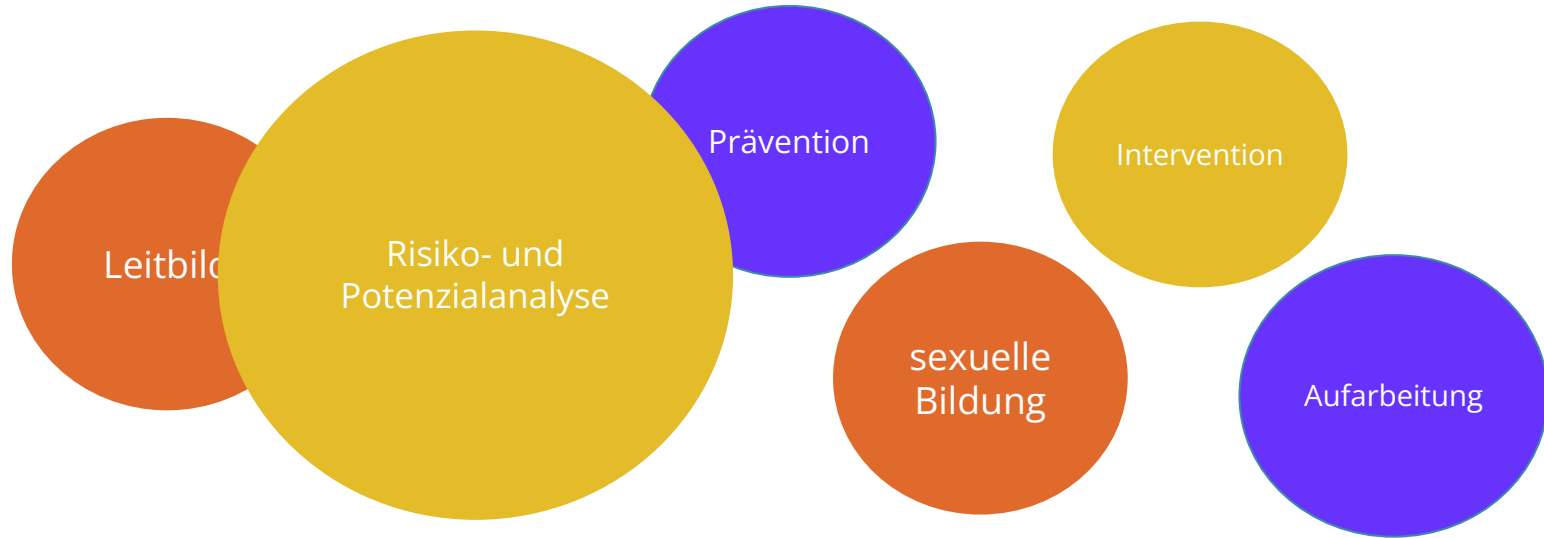 Leitbild
Risiko- und
Potenzialanalyse
Prävention
sexuelle
Bildung
Intervention
Aufarbeitung